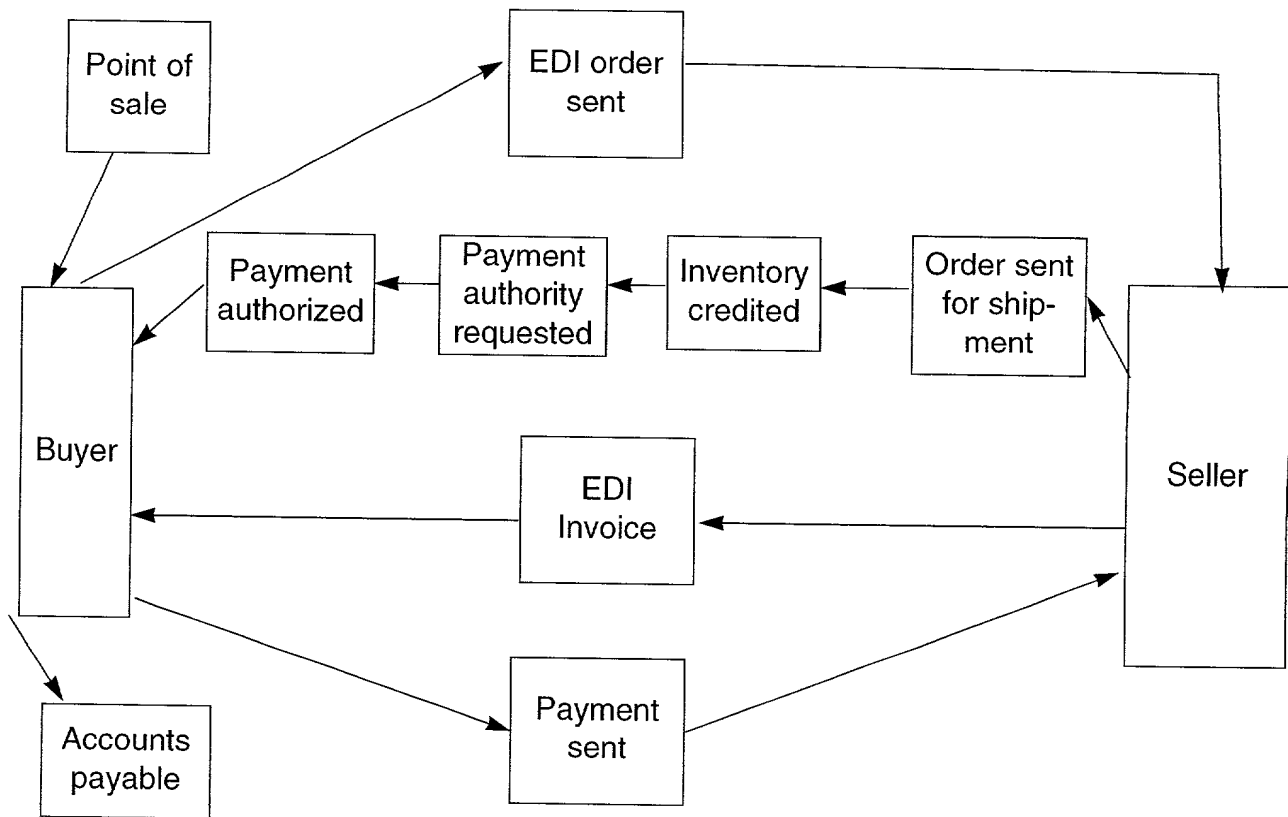 Point of
sale
EDI order
sent
Payment
authorized
Payment
authority
requested
Inventory
credited
Order sent
for ship-
ment
Buyer
EDI
Invoice
Seller
Payment
sent
Accounts
payable